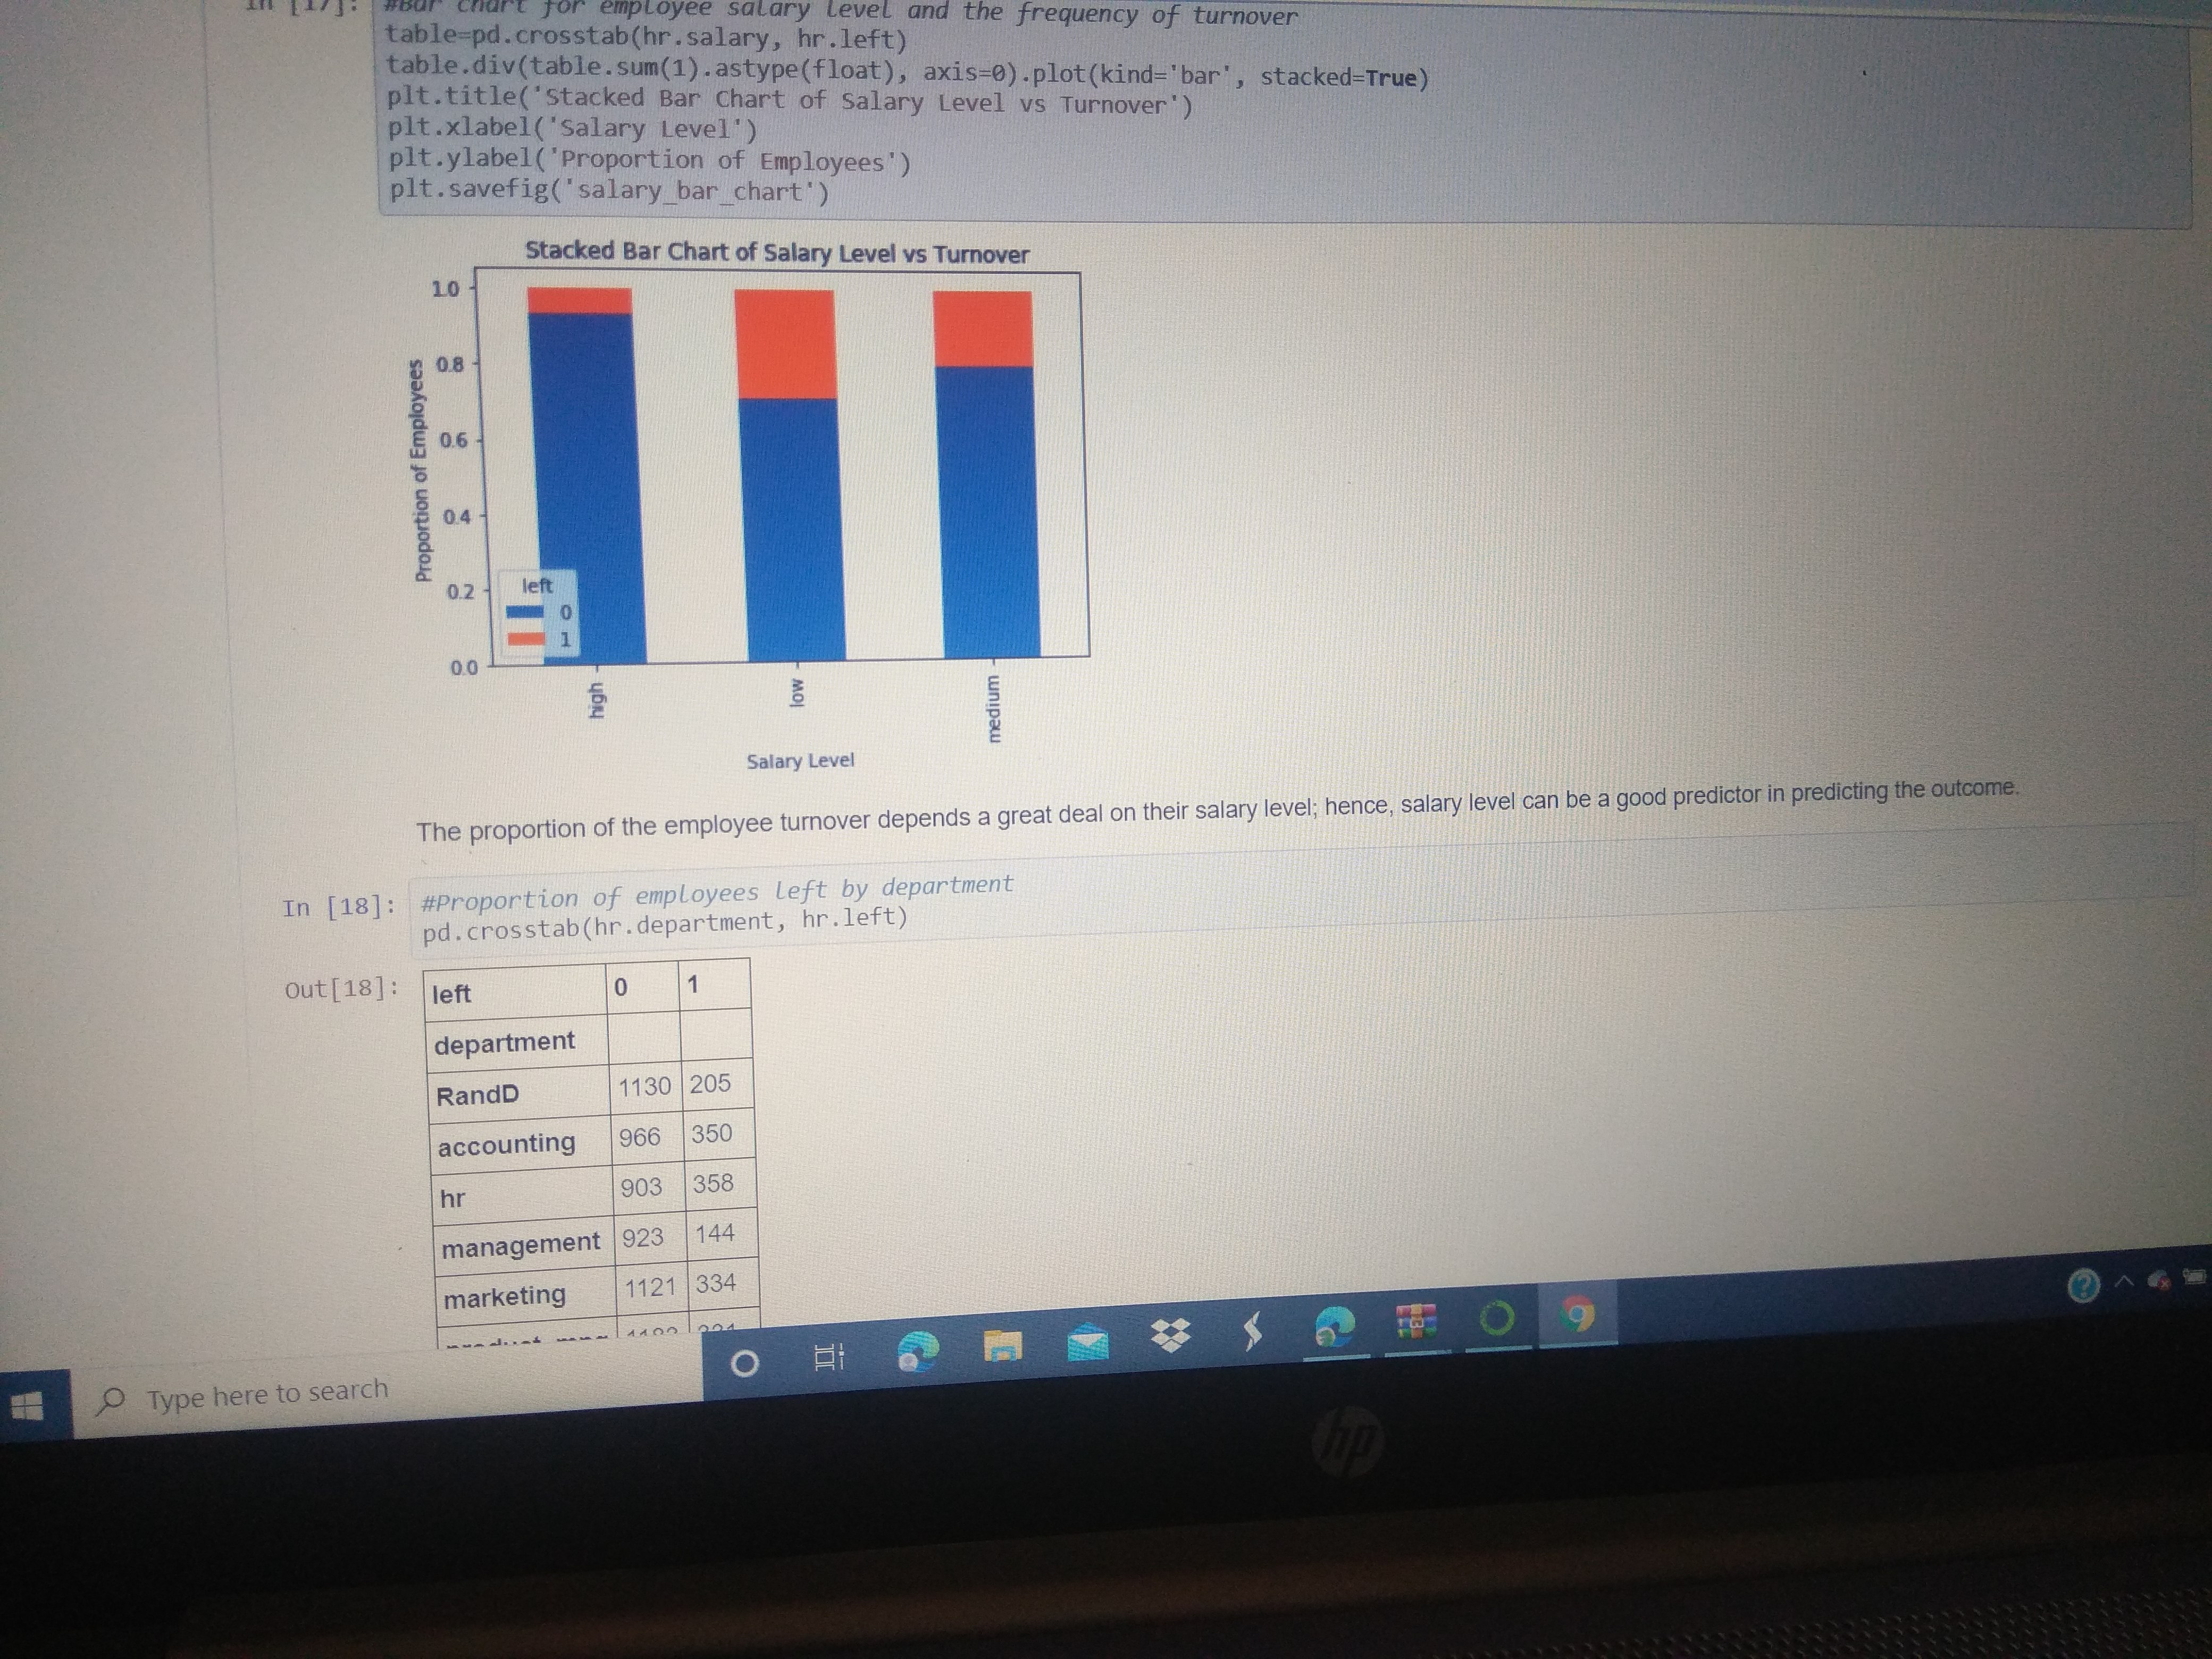 In [17]: #Bar chart for employee salary level and the frequency of turnover
table=pd.crosstab(hr.salary, hr.left)
table.div(table.sum(1).astype(float), axis=0).plot(kind='bar', stacked=True)
plt.title('Stacked Bar Chart of Salary Level vs Turnover')
plt.xlabel('Salary Level')
plt.ylabel('Proportion of Employees')
plt.savefig('salary_bar_chart')
Stacked Bar Chart of Salary Level vs Turnover
Proportion of Employees
1.0
0.8
0.6
0.4
0.2
0.0
left
0
1
high low medium
Salary Level
The proportion of the employee turnover depends a great deal on their salary level; hence, salary level can be a good predictor in predicting the outcome.
In [18]: #Proportion of employees left by department
pd.crosstab(hr.department, hr.left)
Out[18]:
left 0 1
department
RandD 1130 205
accounting 966 350
hr 903 358
management 923 144
marketing 1121 334
Type here to search
hp